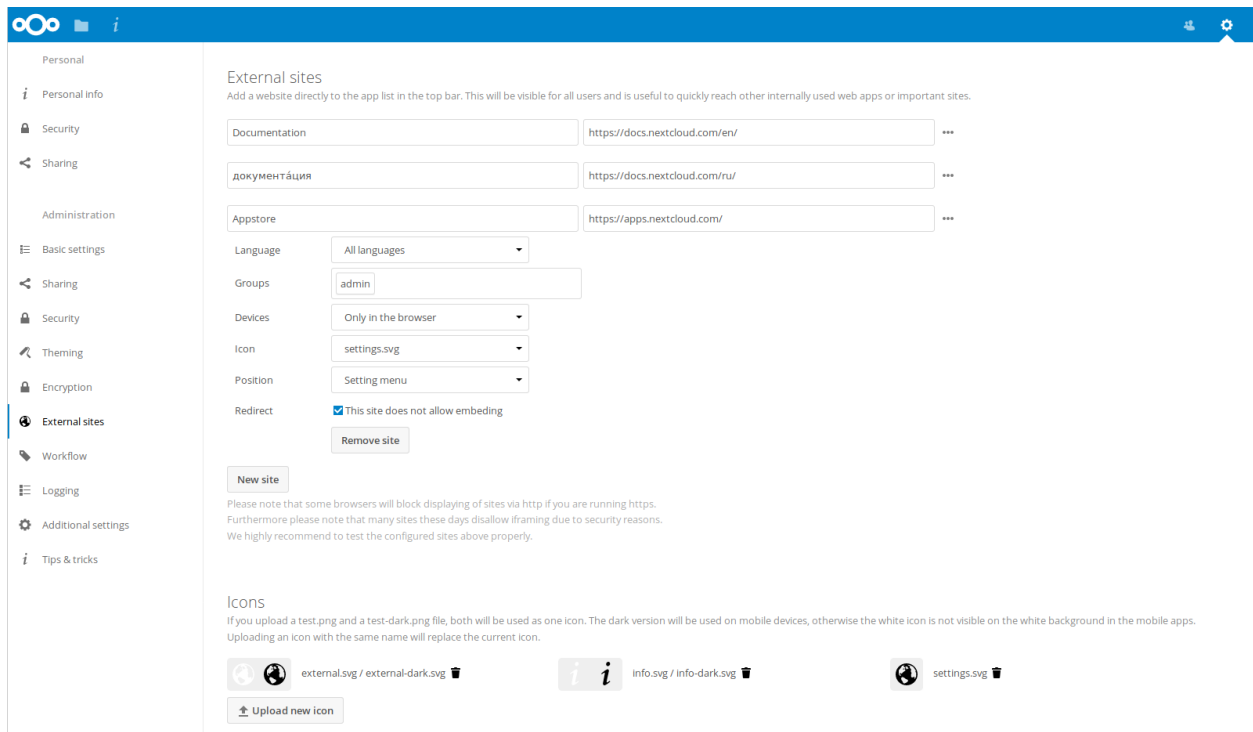 Personal
Personal info
Security
Sharing
Administration
Basic settings
Sharing
Security
Theming
Encryption
External sites
Workflow
Logging
Additional settings
Tips & tricks
External sites
Add a website directly to the app list in the top bar. This will be visible for all users and is useful to quickly reach other internally used web apps or important sites.
Documentation https://docs.nextcloud.com/en/
документа́ция https://docs.nextcloud.com/ru/
Appstore https://apps.nextcloud.com/
Language All languages
Groups admin
Devices Only in the browser
Icon settings.svg
Position Setting menu
Redirect This site does not allow embeding
Remove site
New site
Please note that some browsers will block displaying of sites via http if you are running https.
Furthermore please note that many sites these days disallow iframing due to security reasons.
We highly recommend to test the configured sites above properly.
Icons
If you upload a test.png and a test-dark.png file, both will be used as one icon. The dark version will be used on mobile devices, otherwise the white icon is not visible on the white background in the mobile apps.
Uploading an icon with the same name will replace the current icon.
external.svg / external-dark.svg info.svg / info-dark.svg settings.svg
Upload new icon